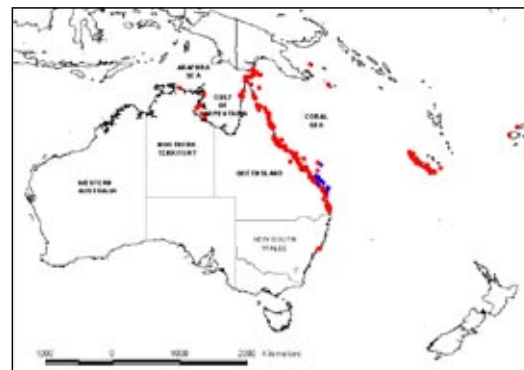 ARAFURA
SEA
GULF
OF
CARPENTARIA
CORAL
SEA
NORTHERN
TERRITORY
QUEENSLAND
WESTERN
AUSTRALIA
NEW SOUTH
WALES
1000 0 1000 2000 Kilometers